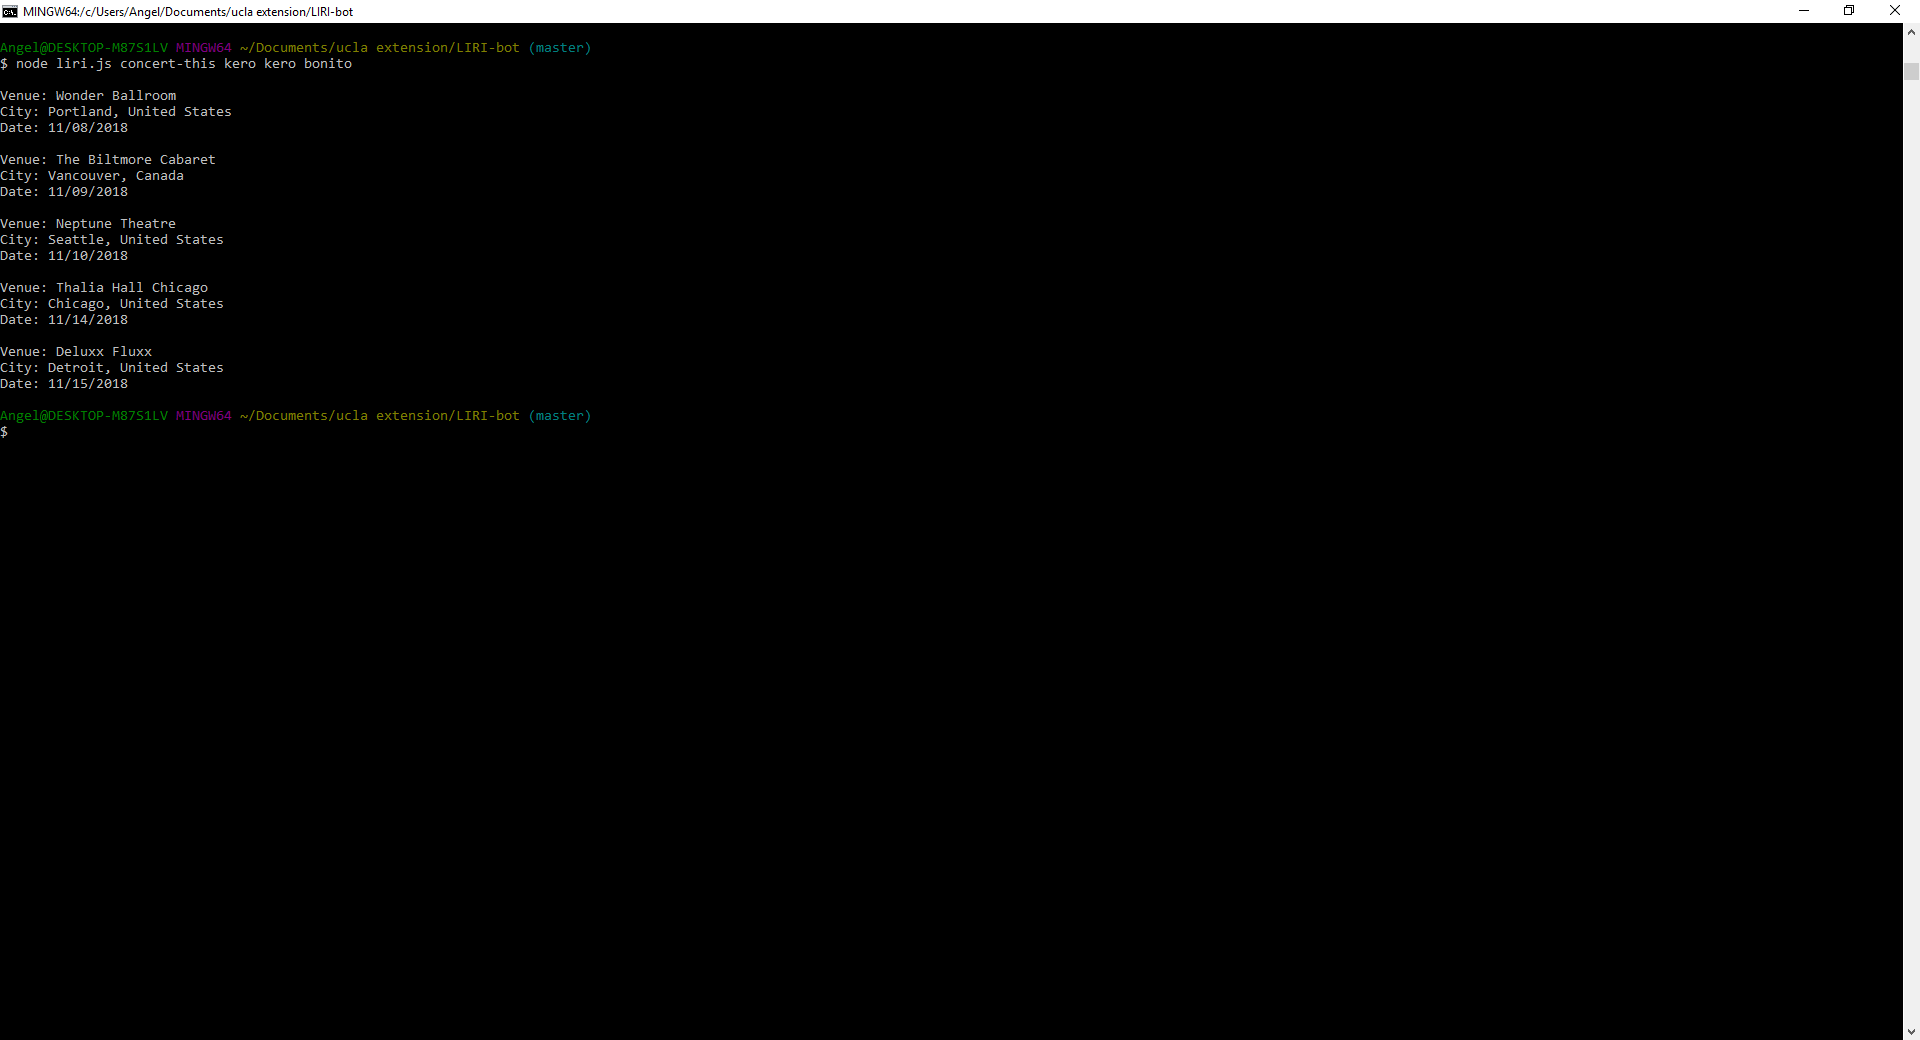 MINGW64:/c/Users/Angel/Documents/ucla extension/LIRI-bot
Angel@DESKTOP-M87S1LV MINGW64 ~/Documents/ucla extension/LIRI-bot (master)
$ node liri.js concert-this kero kero bonito
Venue: Wonder Ballroom
City: Portland, United States
Date: 11/08/2018
Venue: The Biltmore Cabaret
City: Vancouver, Canada
Date: 11/09/2018
Venue: Neptune Theatre
City: Seattle, United States
Date: 11/10/2018
Venue: Thalia Hall Chicago
City: Chicago, United States
Date: 11/14/2018
Venue: Deluxx Fluxx
City: Detroit, United States
Date: 11/15/2018
Angel@DESKTOP-M87S1LV MINGW64 ~/Documents/ucla extension/LIRI-bot (master)
$